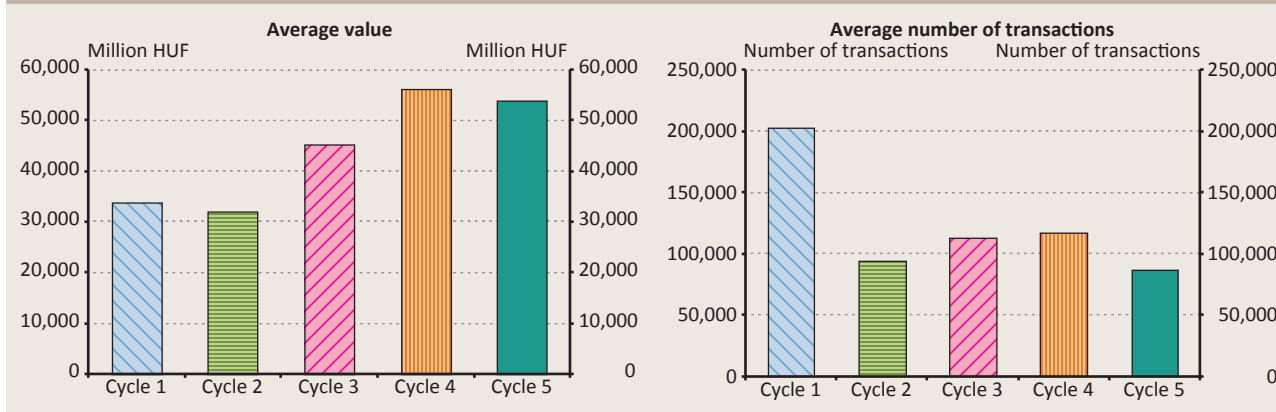 Average value
Million HUF Million HUF
60,000 60,000
50,000 50,000
40,000 40,000
30,000 30,000
20,000 20,000
10,000 10,000
0 0
Cycle 1 Cycle 2 Cycle 3 Cycle 4 Cycle 5
Average number of transactions
Number of transactions Number of transactions
250,000 250,000
200,000 200,000
150,000 150,000
100,000 100,000
50,000 50,000
0 0
Cycle 1 Cycle 2 Cycle 3 Cycle 4 Cycle 5